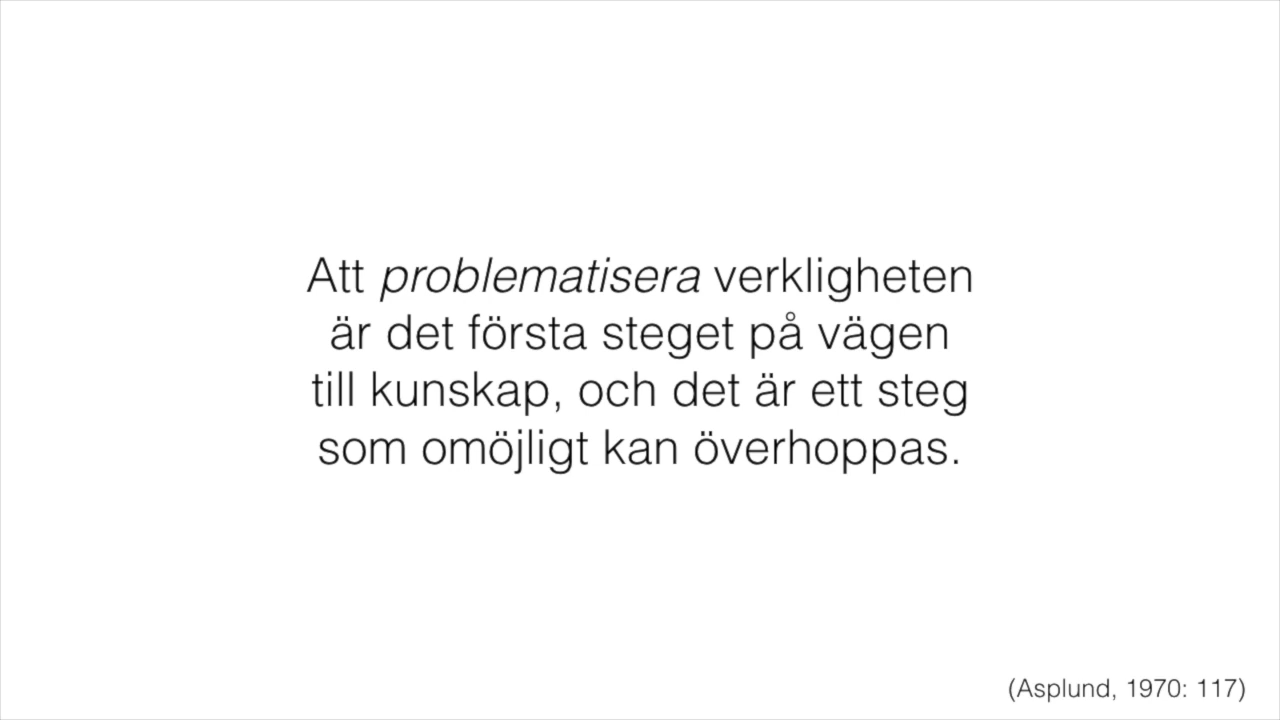 Att problematisera verkligheten
är det första steget på vägen
till kunskap, och det är ett steg
som omöjligt kan överhoppas.
(Asplund, 1970: 117)